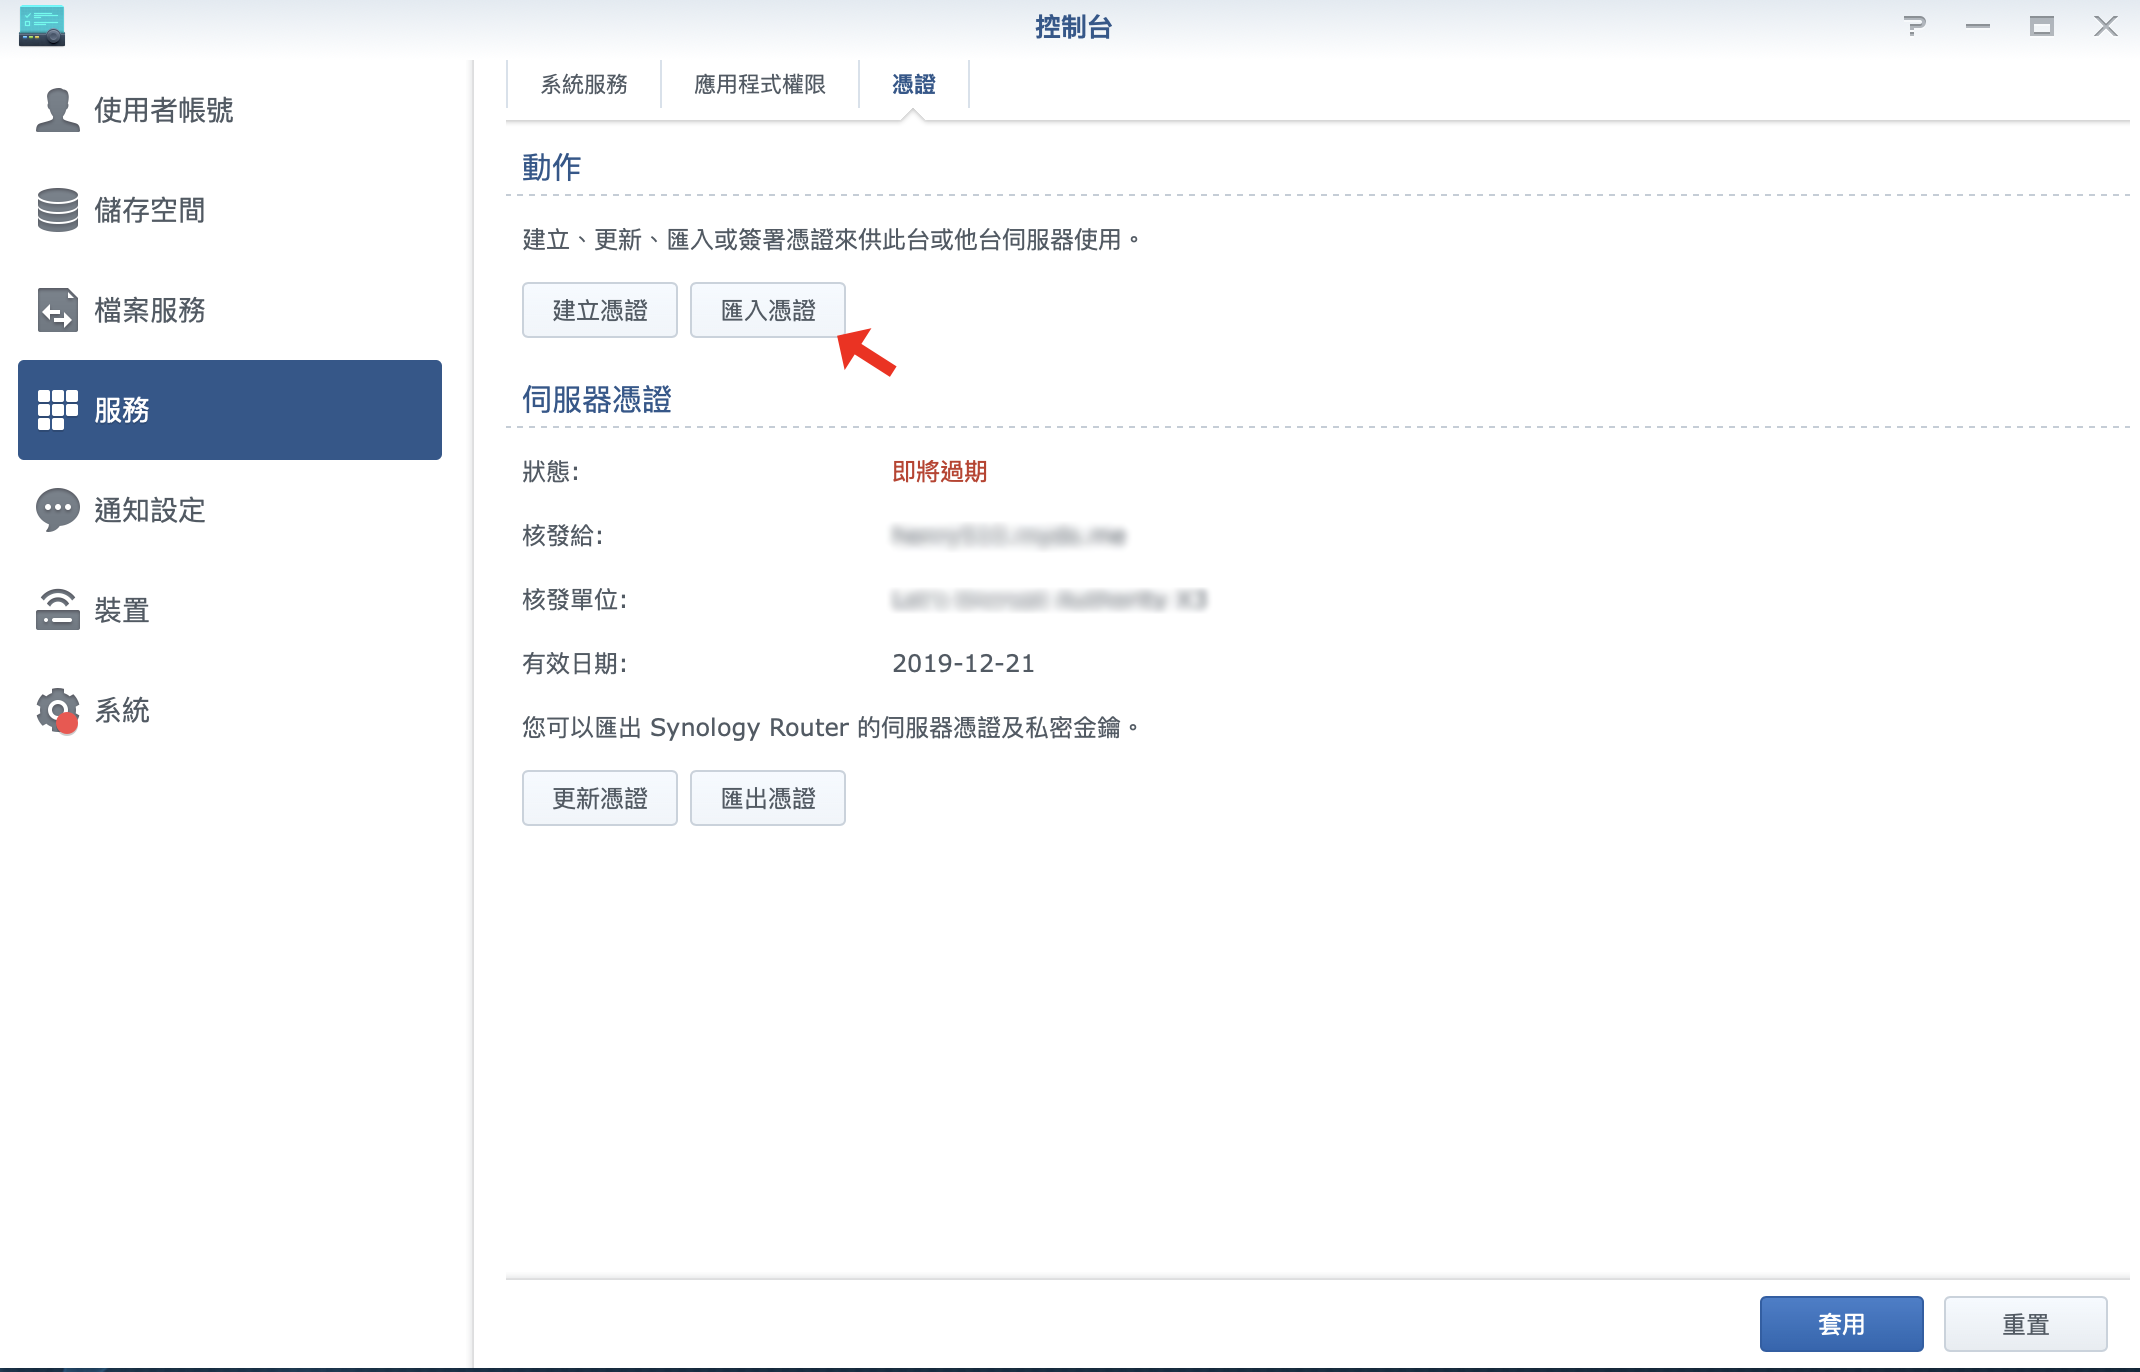 控制台
使用者帳號
儲存空間
檔案服務
服務
通知設定
裝置
系統
系統服務 應用程式權限 憑證
動作
建立、更新、匯入或簽署憑證來供此台或他台伺服器使用。
建立憑證 匯入憑證
伺服器憑證
狀態: 即將過期
核發給:
核發單位:
有效日期: 2019-12-21
您可以匯出 Synology Router 的伺服器憑證及私密金鑰。
更新憑證 匯出憑證
套用 重置